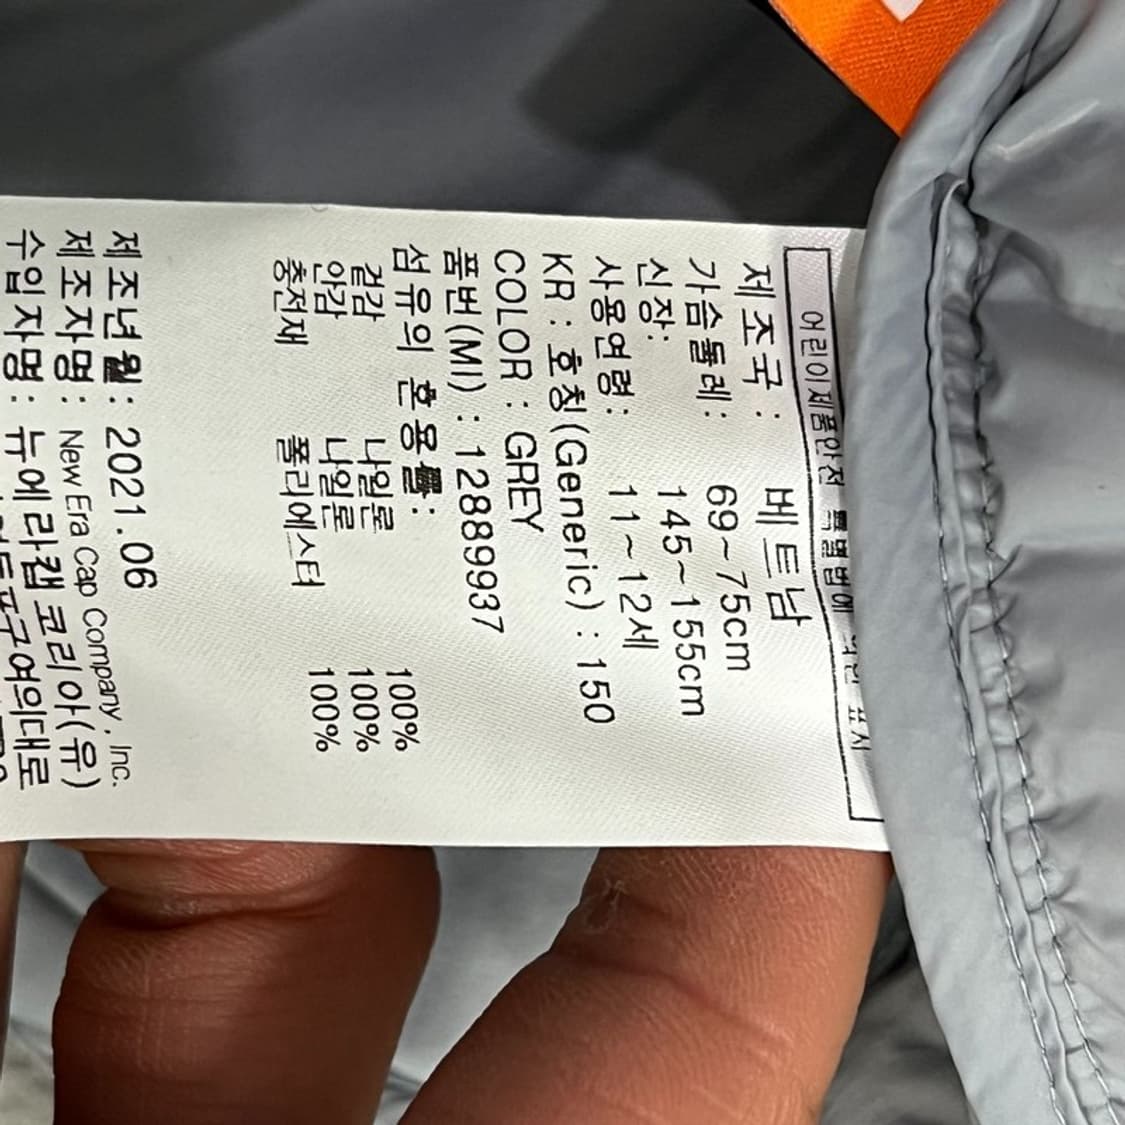 어린이제품안전 특별법에 의한 표시
제조국 : 베트남
가슴둘레: 69~75cm
신장: 145~155cm
사용연령: 11~12세
KR : 호칭(Generic) : 150
COLOR : GREY
품번(MI) : 12889937
섬유의 혼용률:
겉감 나일론 100%
안감 나일론 100%
충전재 폴리에스터 100%
제조년월: 2021.06
제조자명: New Era Cap Company, Inc.
수입자명: 뉴에라캡 코리아(유)
여의대로